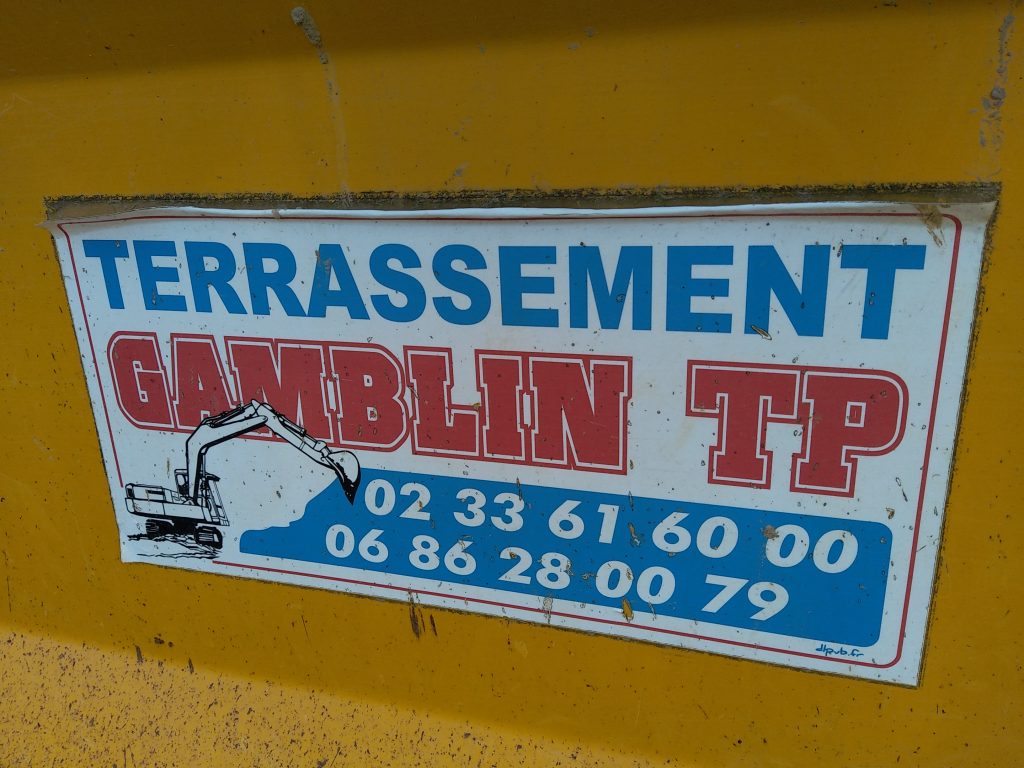 TERRASSEMENT
GAMBLIN TP
02 33 61 60 00
06 86 28 00 79
dlpub.fr